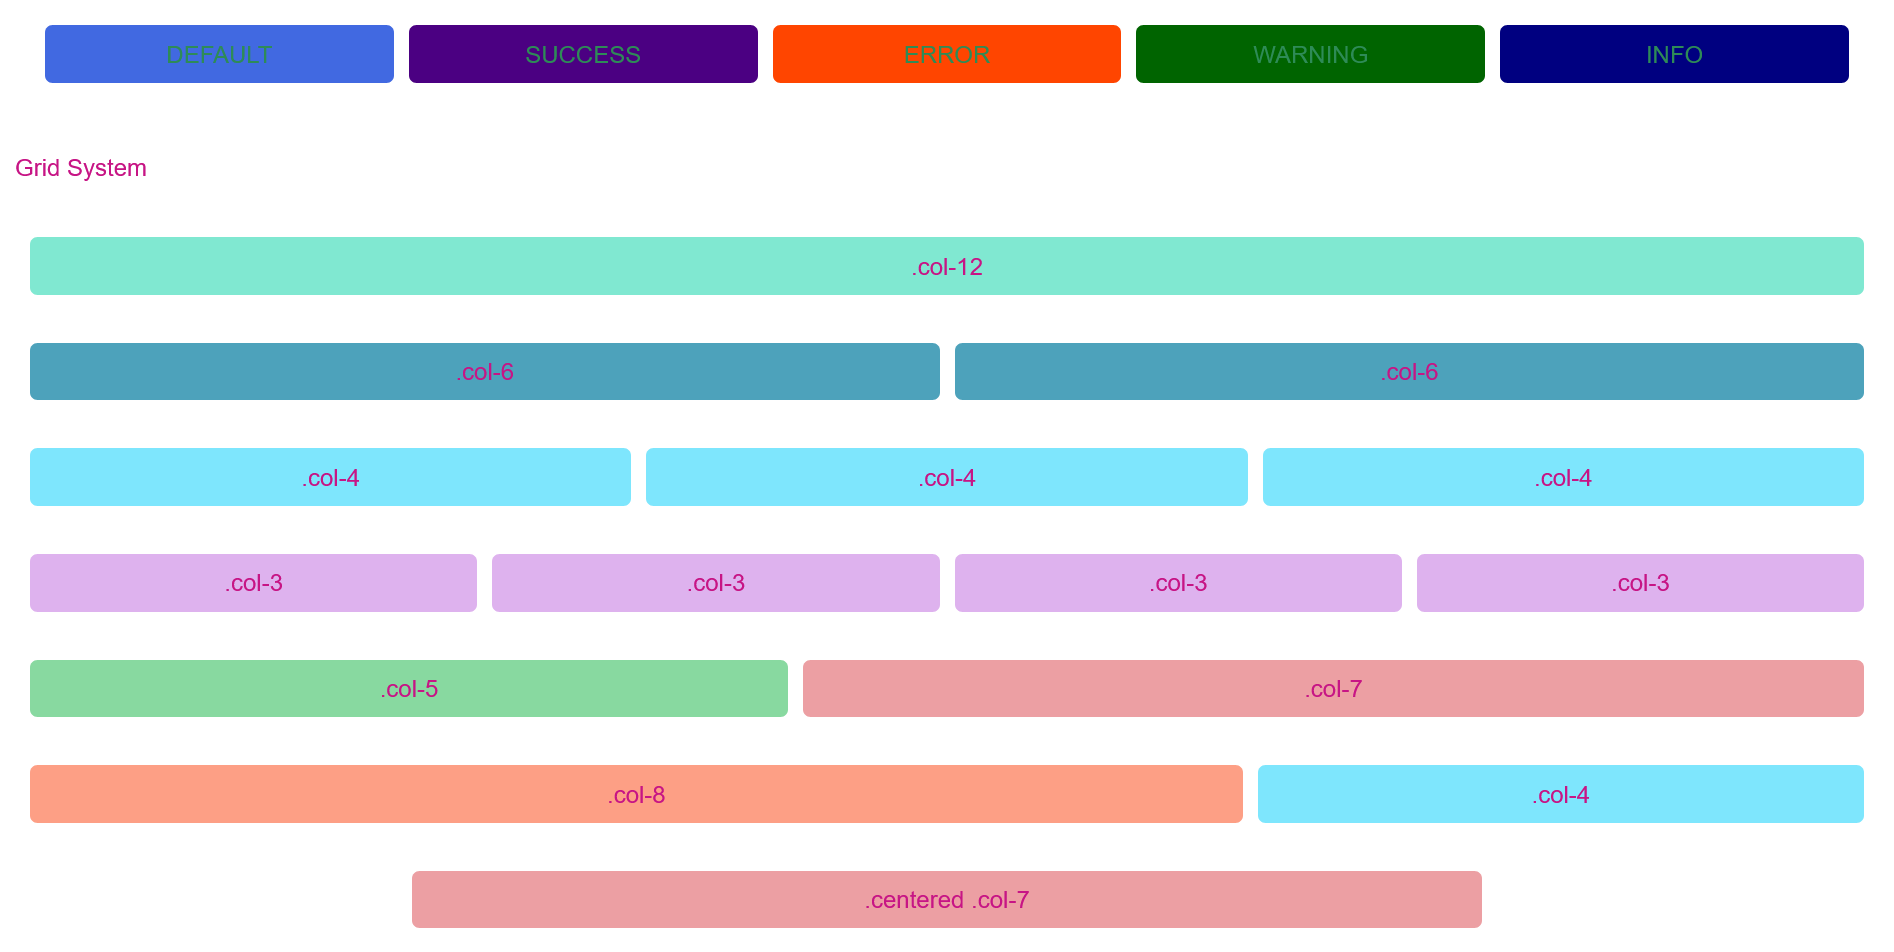 DEFAULT SUCCESS ERROR WARNING INFO
Grid System
.col-12
.col-6 .col-6
.col-4 .col-4 .col-4
.col-3 .col-3 .col-3 .col-3
.col-5 .col-7
.col-8 .col-4
.centered .col-7